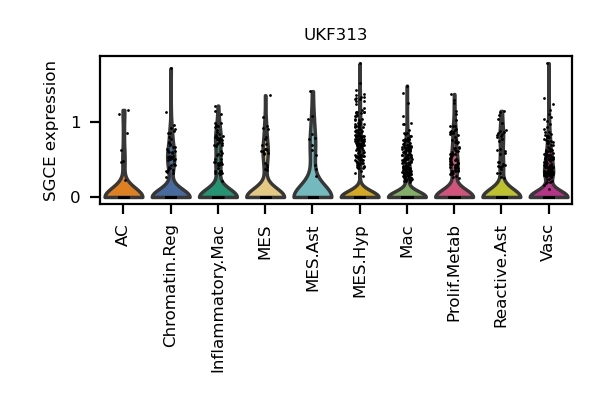 UKF313
SGCE expression
1
0
AC
Chromatin.Reg
Inflammatory.Mac
MES
MES.Ast
MES.Hyp
Mac
Prolif.Metab
Reactive.Ast
Vasc